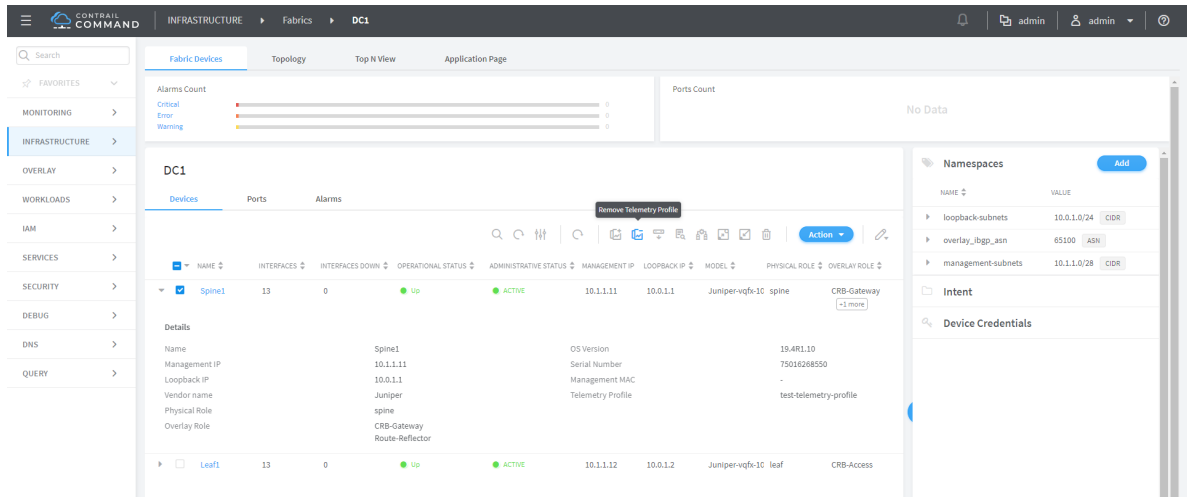 CONTRAIL
COMMAND
INFRASTRUCTURE Fabrics DC1
admin admin
Search
FAVORITES
MONITORING
INFRASTRUCTURE
OVERLAY
WORKLOADS
IAM
SERVICES
SECURITY
DEBUG
DNS
QUERY
Fabric Devices Topology Top N View Application Page
Alarms Count
Critical 0
Error 0
Warning 0
Ports Count
No Data
DC1
Devices Ports Alarms
Remove Telemetry Profile
Action
NAME INTERFACES INTERFACES DOWN OPERATIONAL STATUS ADMINISTRATIVE STATUS MANAGEMENT IP LOOPBACK IP MODEL PHYSICAL ROLE OVERLAY ROLE
Spine1 13 0 Up ACTIVE 10.1.1.11 10.0.1.1 Juniper-vqfx-10 spine CRB-Gateway
+1 more
Details
Name Spine1 OS Version 19.4R1.10
Management IP 10.1.1.11 Serial Number 75016268550
Loopback IP 10.0.1.1 Management MAC -
Vendor name Juniper Telemetry Profile test-telemetry-profile
Physical Role spine
Overlay Role CRB-Gateway
Route-Reflector
Leaf1 13 0 Up ACTIVE 10.1.1.12 10.0.1.2 Juniper-vqfx-10 leaf CRB-Access
Namespaces Add
NAME VALUE
loopback-subnets 10.0.1.0/24 CIDR
overlay_ibgp_asn 65100 ASN
management-subnets 10.1.1.0/28 CIDR
Intent
Device Credentials